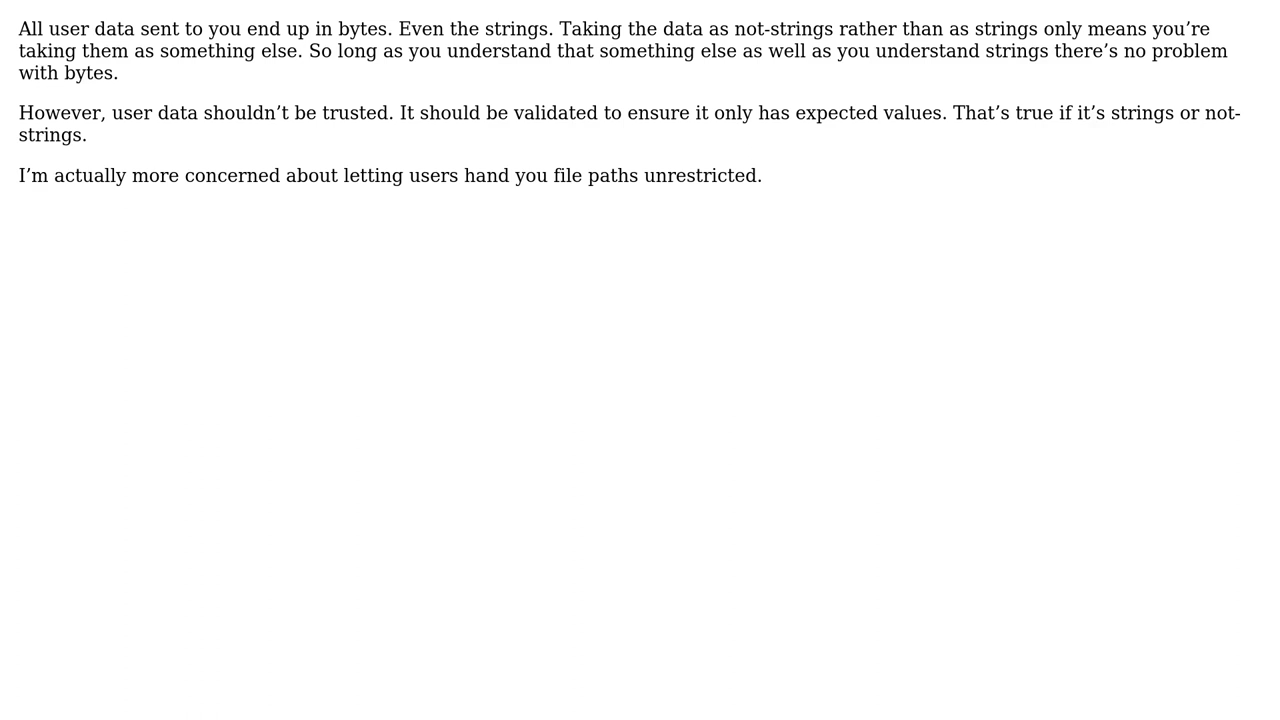 All user data sent to you end up in bytes. Even the strings. Taking the data as not-strings rather than as strings only means you’re
taking them as something else. So long as you understand that something else as well as you understand strings there’s no problem
with bytes.
However, user data shouldn’t be trusted. It should be validated to ensure it only has expected values. That’s true if it’s strings or not-
strings.
I’m actually more concerned about letting users hand you file paths unrestricted.